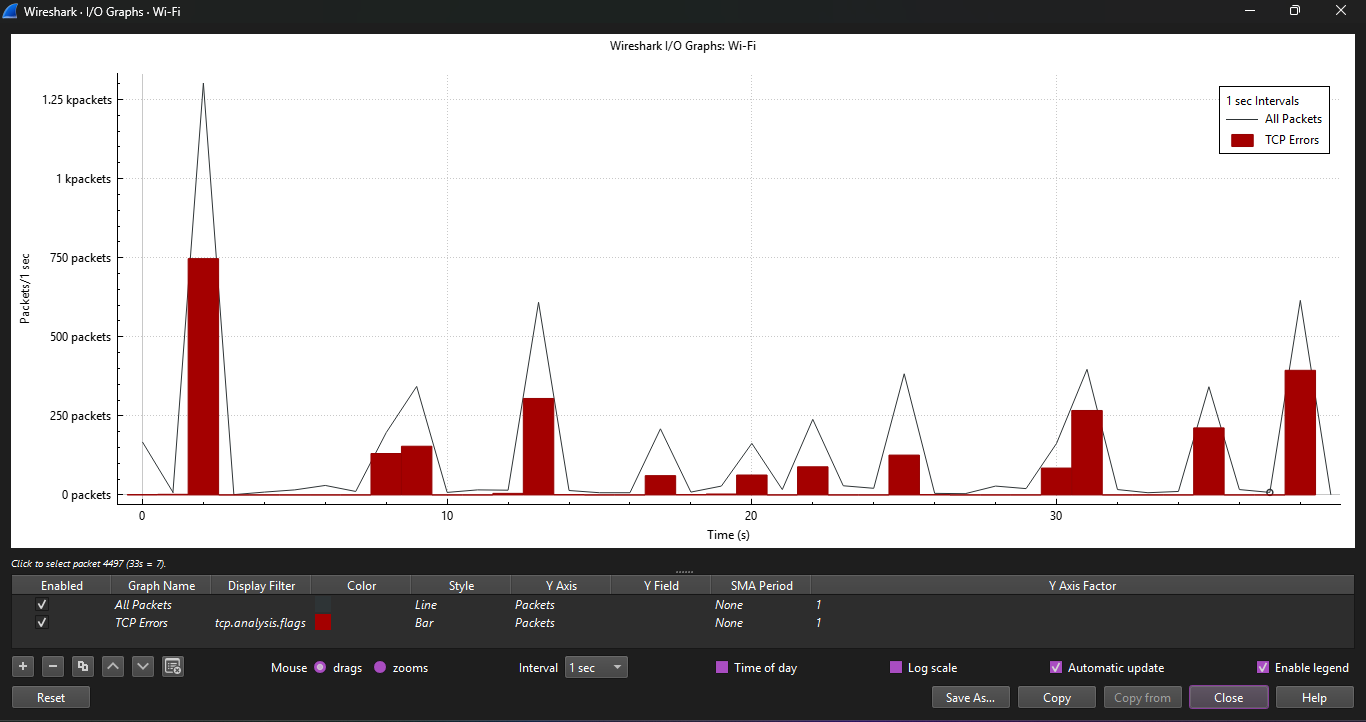 Wireshark · I/O Graphs · Wi-Fi
Wireshark I/O Graphs: Wi-Fi
1.25 kpackets
1 kpackets
750 packets
500 packets
250 packets
0 packets
Packets/1 sec
1 sec Intervals
All Packets
TCP Errors
0 10 20 30
Time (s)
Click to select packet 4497 (33s = 7).
Enabled Graph Name Display Filter Color Style Y Axis Y Field SMA Period Y Axis Factor
All Packets Line Packets None 1
TCP Errors tcp.analysis.flags Bar Packets None 1
Mouse drags zooms Interval 1 sec Time of day Log scale Automatic update Enable legend
Reset Save As... Copy Copy from Close Help